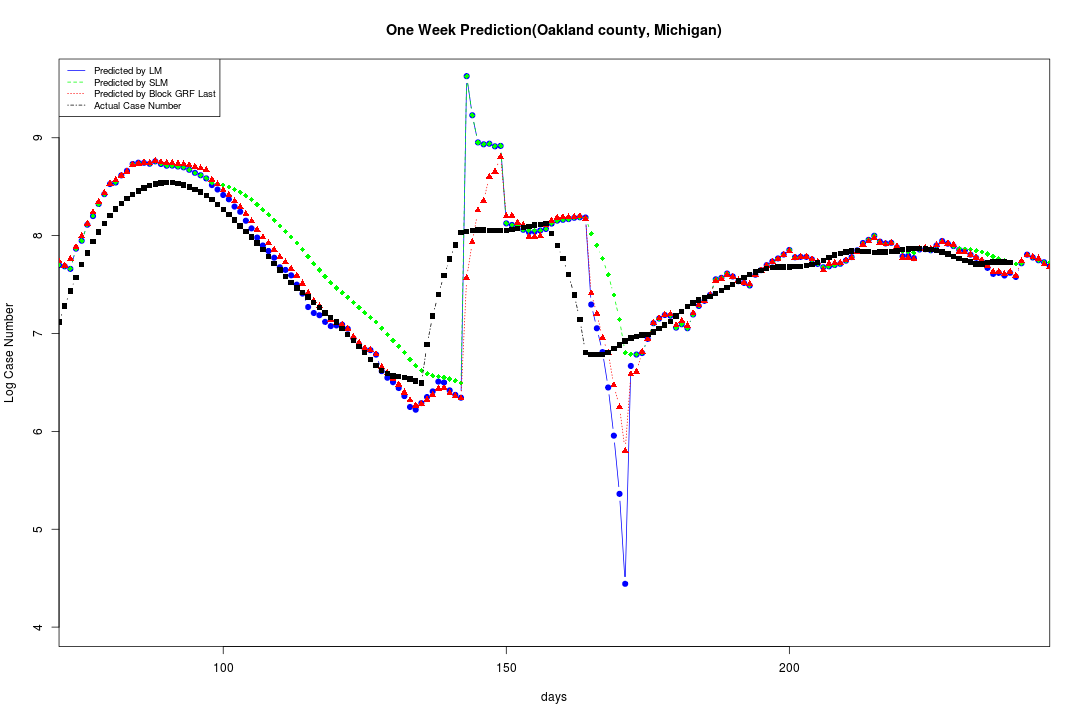 One Week Prediction(Oakland county, Michigan)
Predicted by LM
Predicted by SLM
Predicted by Block GRF Last
Actual Case Number
Log Case Number
9
8
7
6
5
4
100 150 200
days